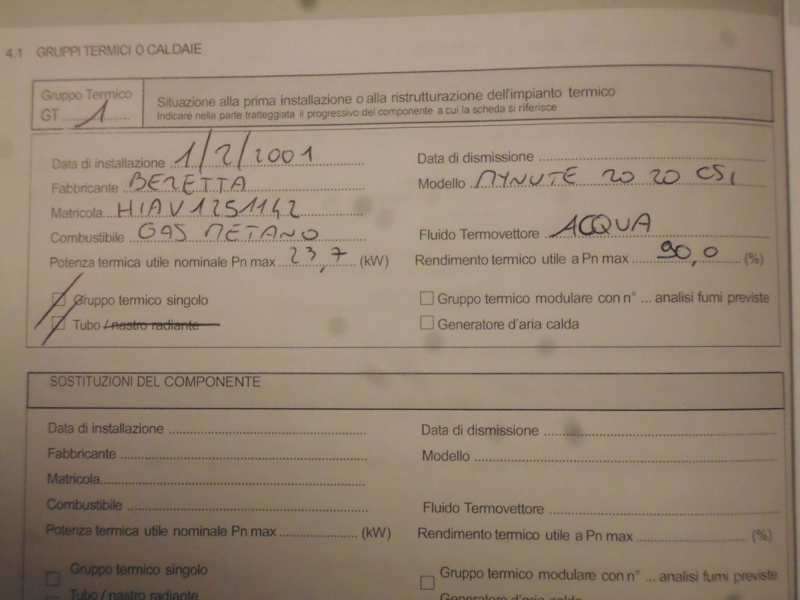 4.1 GRUPPI TERMICI O CALDAIE
Gruppo Termico
GT 1
Situazione alla prima installazione o alla ristrutturazione dell'impianto termico
Indicare nella parte tratteggiata il progressivo del componente a cui la scheda si riferisce
Data di installazione 1/2/2001 Data di dismissione
Fabbricante BERETTA Modello MYNUTE 20 20 CSI
Matricola HIAV1251142
Combustibile GAS METANO Fluido Termovettore ACQUA
Potenza termica utile nominale Pn max 23,7 (kW) Rendimento termico utile a Pn max 90,0 (%)
Gruppo termico singolo Gruppo termico modulare con n° ... analisi fumi previste
Tubo / nastro radiante Generatore d'aria calda
SOSTITUZIONI DEL COMPONENTE
Data di installazione Data di dismissione
Fabbricante Modello
Matricola
Combustibile Fluido Termovettore
Potenza termica utile nominale Pn max (kW) Rendimento termico utile a Pn max (%)
Gruppo termico singolo Gruppo termico modulare con n° ... analisi fumi previste
Tubo / nastro radiante Generatore d'aria calda